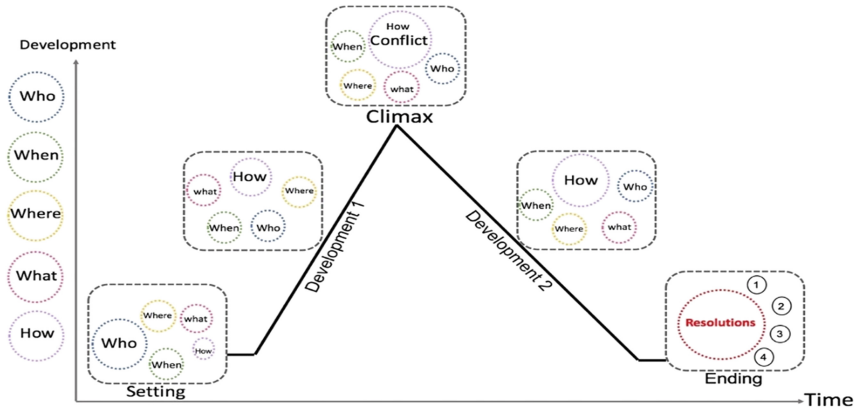 Development
Who
When
Where
What
How
Who
Where
what
When
How
Setting
what
How
Where
When
Who
Development 1
How
Conflict
When
Who
Where
what
Climax
How
Who
When
Where
what
Development 2
Resolutions
1
2
3
4
Ending
Time